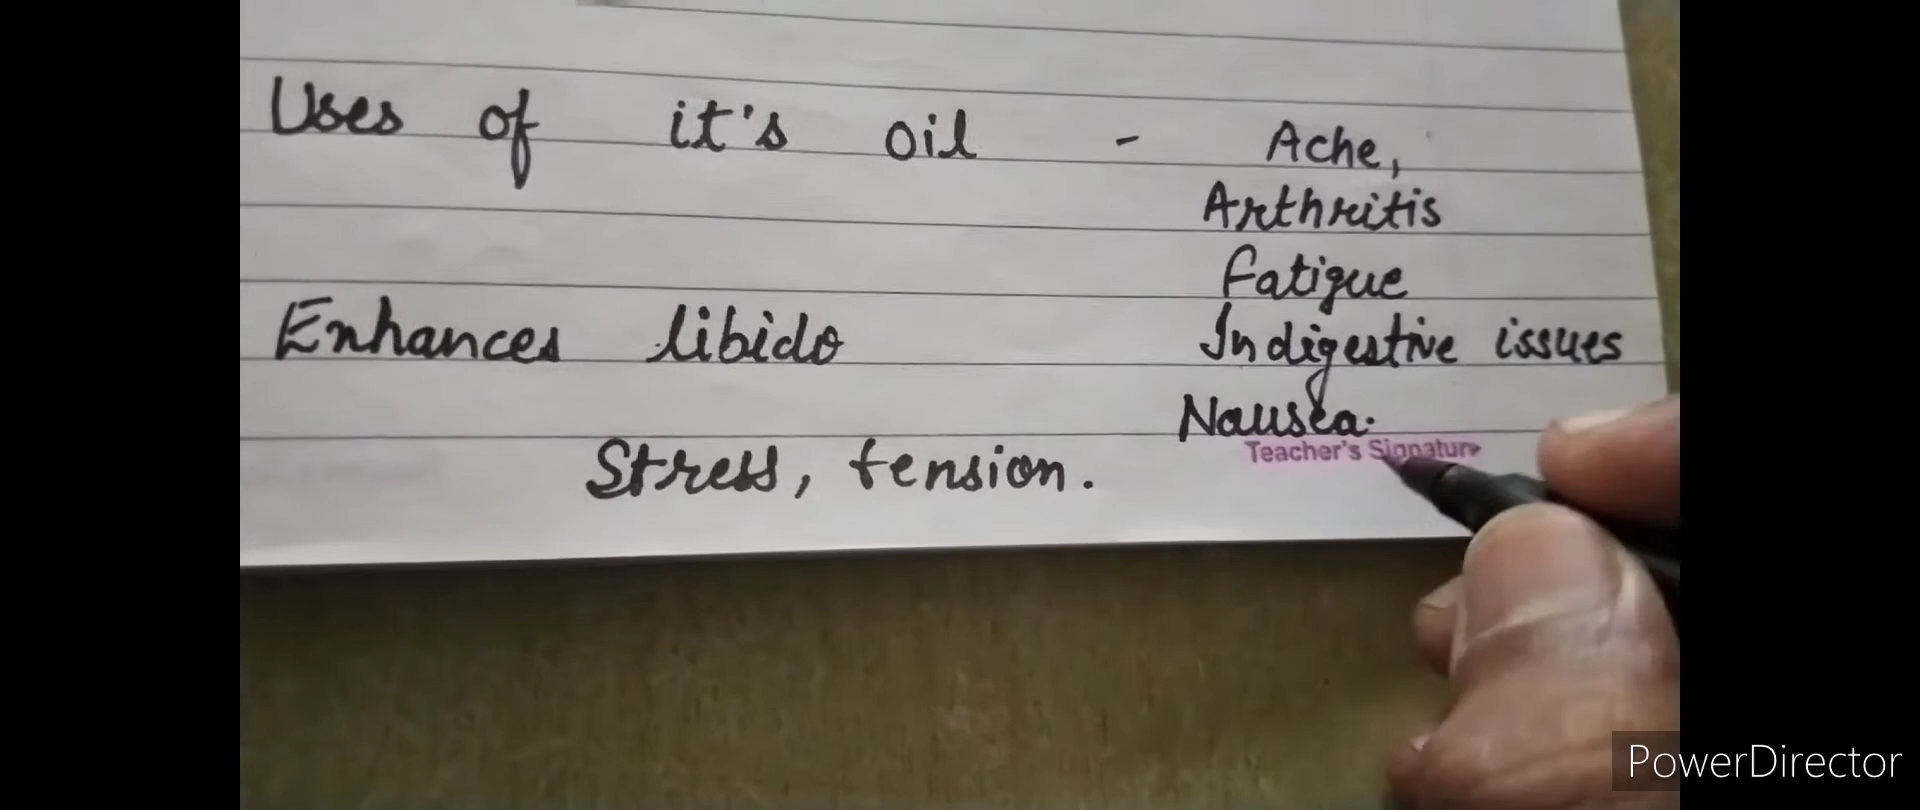 Uses of it's oil - Ache,
Arthritis
Fatigue
Enhances libido Indigestive issues
Nausea.
Teacher's Signature
Stress, tension.
PowerDirector